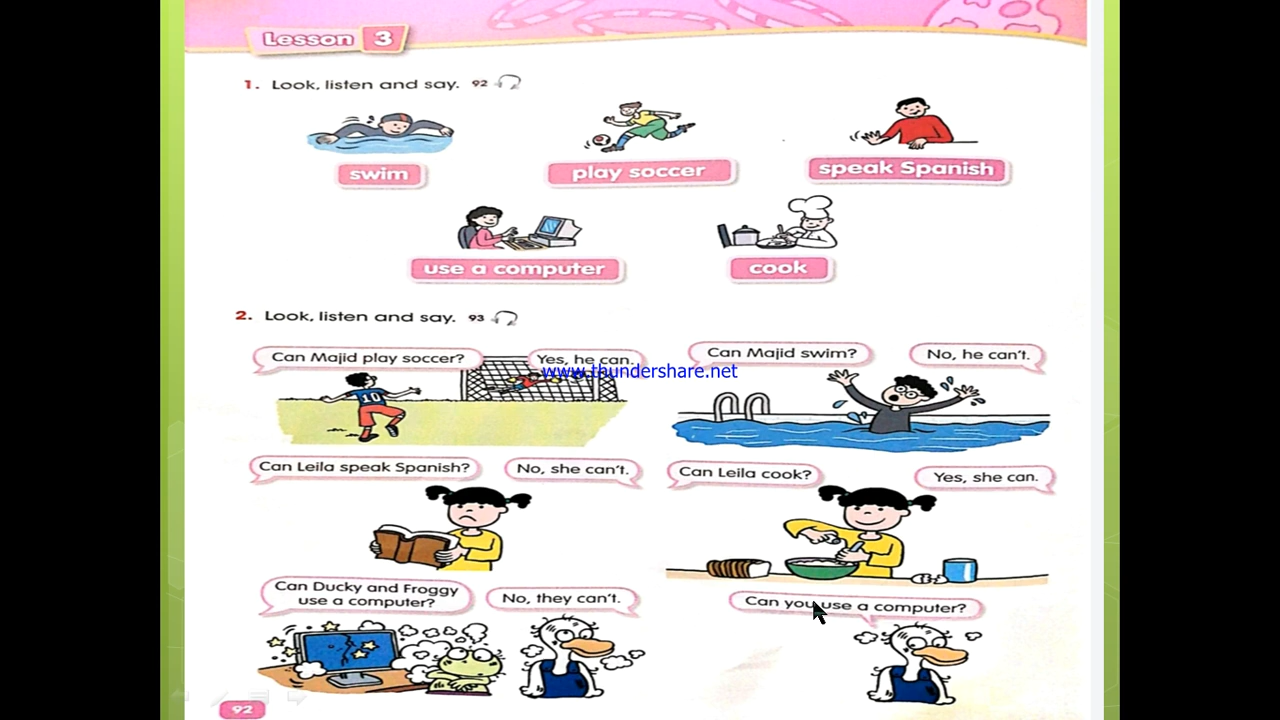 Lesson 3
1. Look, listen and say. 92
swim
play soccer
speak Spanish
use a computer
cook
2. Look, listen and say. 93
Can Majid play soccer?
Yes, he can.
Can Majid swim?
No, he can't.
www.thundershare.net
10
Can Leila speak Spanish?
No, she can't.
Can Leila cook?
Yes, she can.
Can Ducky and Froggy
use a computer?
No, they can't.
Can you use a computer?
92